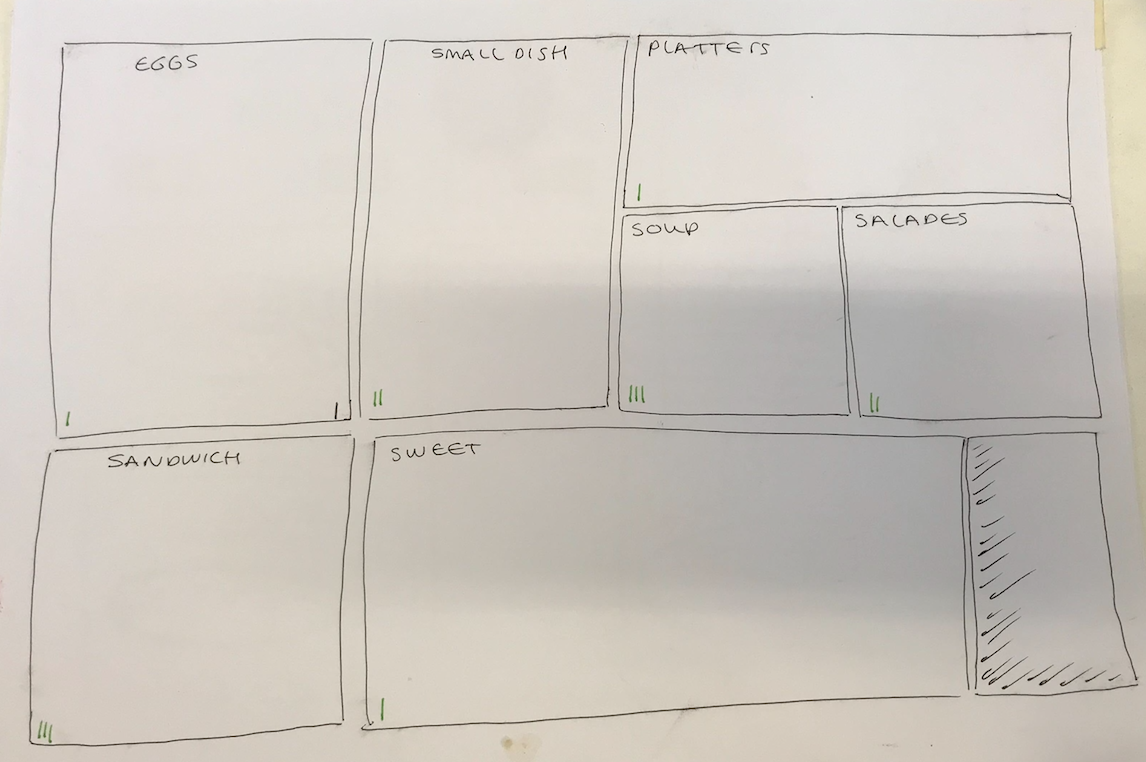 EGGS
SMALL DISH
PLATTERS
SOUP
SALADES
I
I
I
II
III
II
SANDWICH
SWEET
III
I